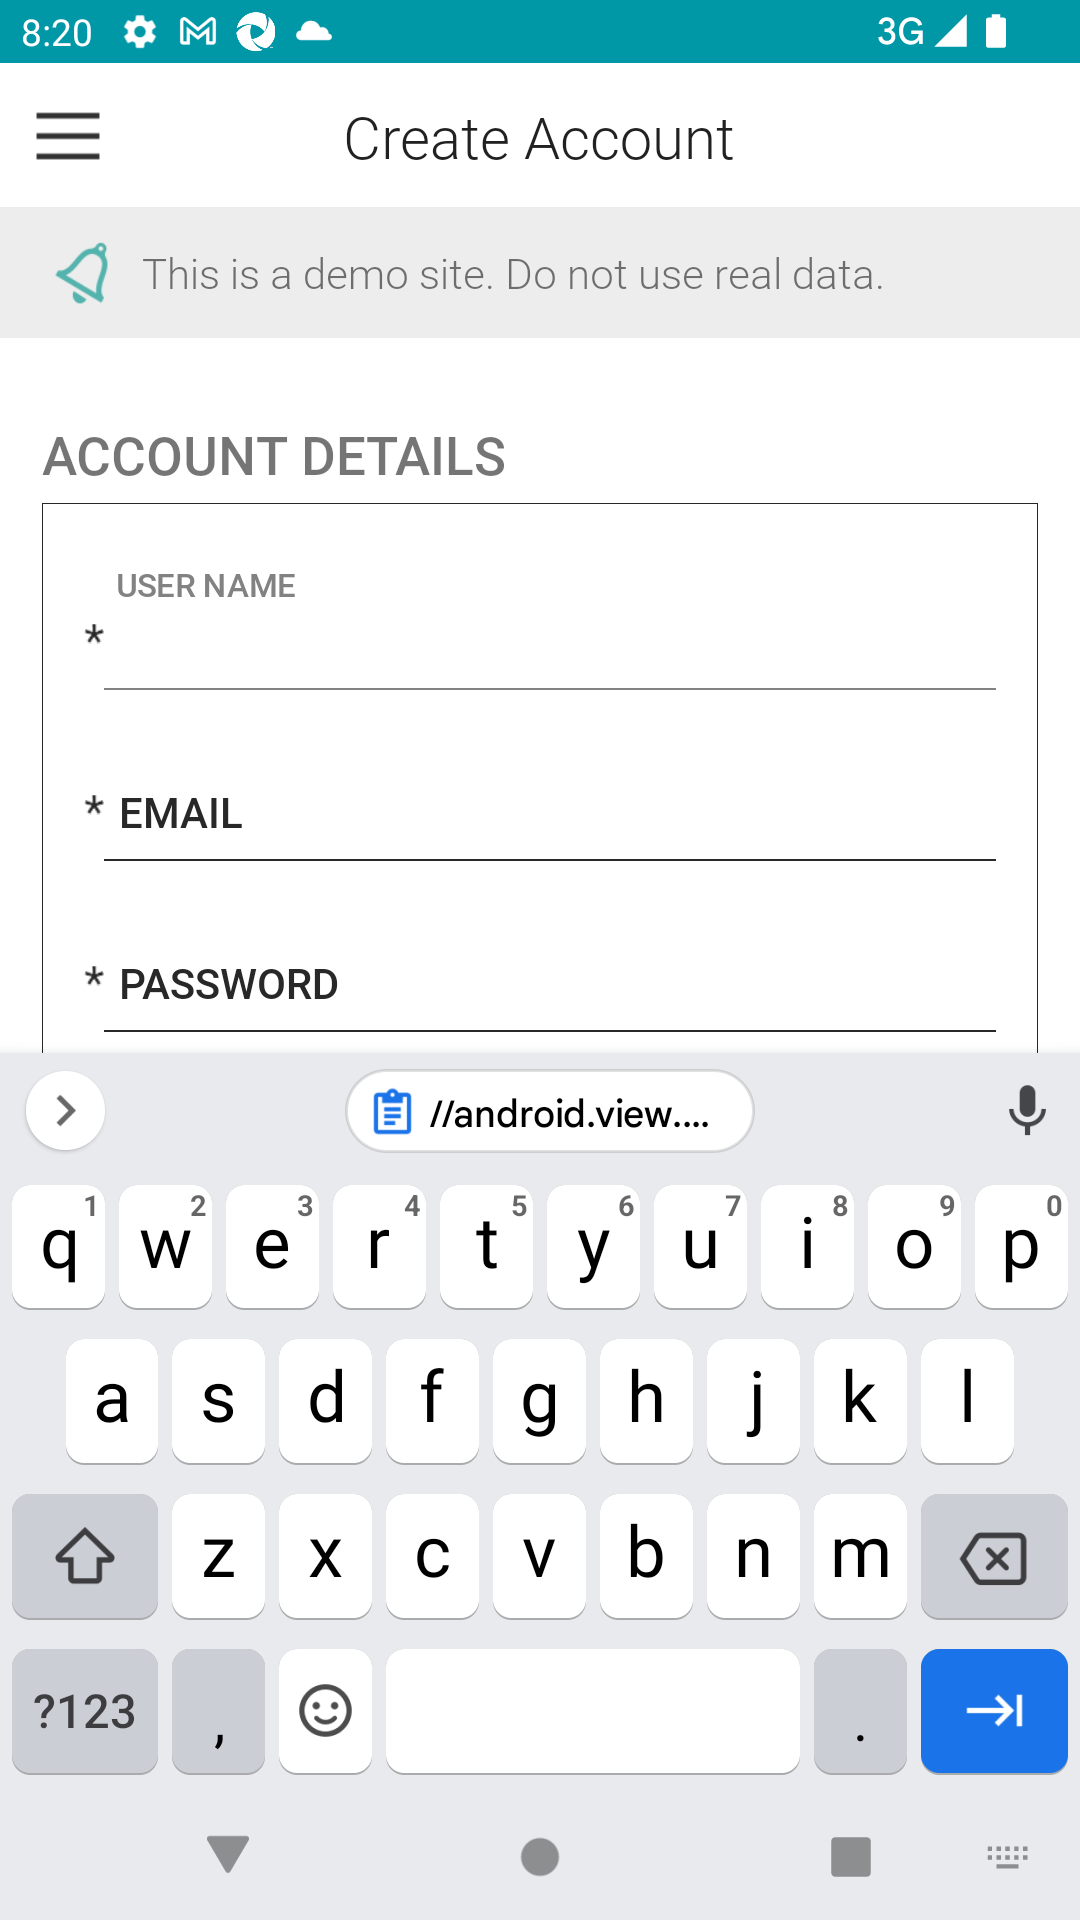 8:20 3G
Create Account
This is a demo site. Do not use real data.
ACCOUNT DETAILS
USER NAME
*
* EMAIL
* PASSWORD
//android.view....
1 2 3 4 5 6 7 8 9 0
q w e r t y u i o p
a s d f g h j k l
z x c v b n m
?123 , .